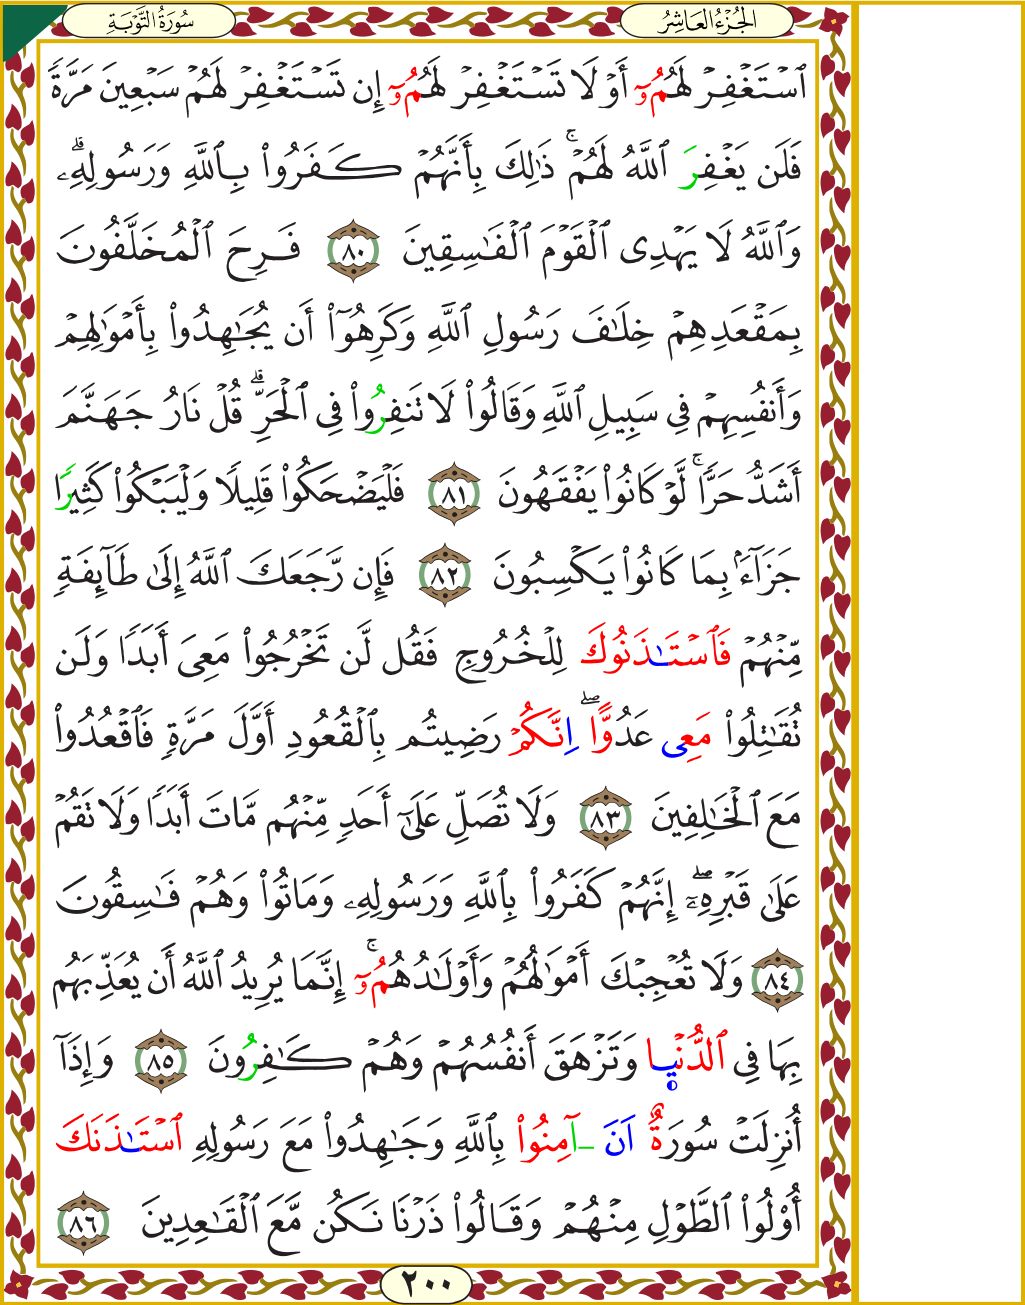 الجُزْءُ العَاشِرُ
سُورَةُ التَّوْبَةِ
ٱسْتَغْفِرْ لَهُمُۥٓ أَوْ لَا تَسْتَغْفِرْ لَهُمُۥٓ إِن تَسْتَغْفِرْ لَهُمْ سَبْعِينَ مَرَّةً
فَلَن يَغْفِرَ ٱللَّهُ لَهُمْ ۚ ذَٰلِكَ بِأَنَّهُمْ كَفَرُواْ بِٱللَّهِ وَرَسُولِهِۦ ۗ
وَٱللَّهُ لَا يَهْدِى ٱلْقَوْمَ ٱلْفَٰسِقِينَ ٨٠ فَرِحَ ٱلْمُخَلَّفُونَ
بِمَقْعَدِهِمْ خِلَٰفَ رَسُولِ ٱللَّهِ وَكَرِهُوٓاْ أَن يُجَٰهِدُواْ بِأَمْوَٰلِهِمْ
وَأَنفُسِهِمْ فِى سَبِيلِ ٱللَّهِ وَقَالُواْ لَا تَنفِرُواْ فِى ٱلْحَرِّ ۗ قُلْ نَارُ جَهَنَّمَ
أَشَدُّ حَرًّا ۚ لَّوْ كَانُواْ يَفْقَهُونَ ٨١ فَلْيَضْحَكُواْ قَلِيلًا وَلْيَبْكُواْ كَثِيرًا
جَزَآءًۢ بِمَا كَانُواْ يَكْسِبُونَ ٨٢ فَإِن رَّجَعَكَ ٱللَّهُ إِلَىٰ طَآئِفَةٍ
مِّنْهُمْ فَٱسْتَـٰذَنُوكَ لِلْخُرُوجِ فَقُل لَّن تَخْرُجُواْ مَعِىَ أَبَدًا وَلَن
تُقَٰتِلُواْ مَعِى عَدُوًّا ۖ اِنَّكُمْ رَضِيتُم بِٱلْقُعُودِ أَوَّلَ مَرَّةٍ فَٱقْعُدُواْ
مَعَ ٱلْخَٰلِفِينَ ٨٣ وَلَا تُصَلِّ عَلَىٰٓ أَحَدٍ مِّنْهُم مَّاتَ أَبَدًا وَلَا تَقُمْ
عَلَىٰ قَبْرِهِۦٓ ۖ إِنَّهُمْ كَفَرُواْ بِٱللَّهِ وَرَسُولِهِۦ وَمَاتُواْ وَهُمْ فَٰسِقُونَ
٨٤ وَلَا تُعْجِبْكَ أَمْوَٰلُهُمْ وَأَوْلَٰدُهُمُۥٓ ۚ إِنَّمَا يُرِيدُ ٱللَّهُ أَن يُعَذِّبَهُم
بِهَا فِى ٱلدُّنْيٜا وَتَزْهَقَ أَنفُسُهُمْ وَهُمْ كَٰفِرُونَ ٨٥ وَإِذَآ
أُنزِلَتْ سُورَةٌ اَنَ ـآمِنُواْ بِٱللَّهِ وَجَٰهِدُواْ مَعَ رَسُولِهِ ٱسْتَـٰذَنَكَ
أُوْلُواْ ٱلطَّوْلِ مِنْهُمْ وَقَالُواْ ذَرْنَا نَكُن مَّعَ ٱلْقَٰعِدِينَ ٨٦
٢٠٠